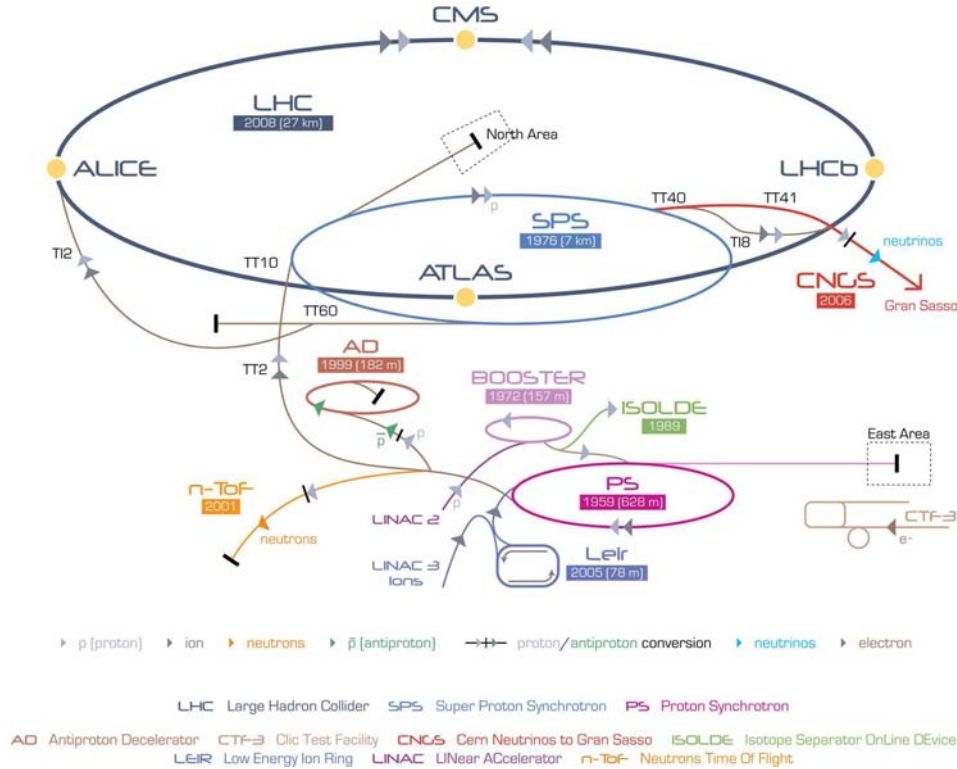 CMS
LHC
2008 (27 km)
North Area
ALICE
LHCb
TT40
TT41
SPS
1976 (7 km)
p
TI8
TI2
TT10
ATLAS
neutrinos
CNGS
2006
Gran Sasso
TT60
AD
1999 (182 m)
TT2
BOOSTER
1972 (157 m)
ISOLDE
1989
p̄
p
East Area
n-ToF
2001
PS
1959 (628 m)
p
LINAC 2
neutrons
CTF-3
e-
LINAC 3
Ions
Leir
2005 (78 m)
p (proton) ion neutrons p̄ (antiproton) proton/antiproton conversion neutrinos electron
LHC Large Hadron Collider SPS Super Proton Synchrotron PS Proton Synchrotron
AD Antiproton Decelerator CTF-3 Clic Test Facility CNGS Cern Neutrinos to Gran Sasso ISOLDE Isotope Separator OnLine DEvice
LEIR Low Energy Ion Ring LINAC LINear ACcelerator n-ToF Neutrons Time Of Flight